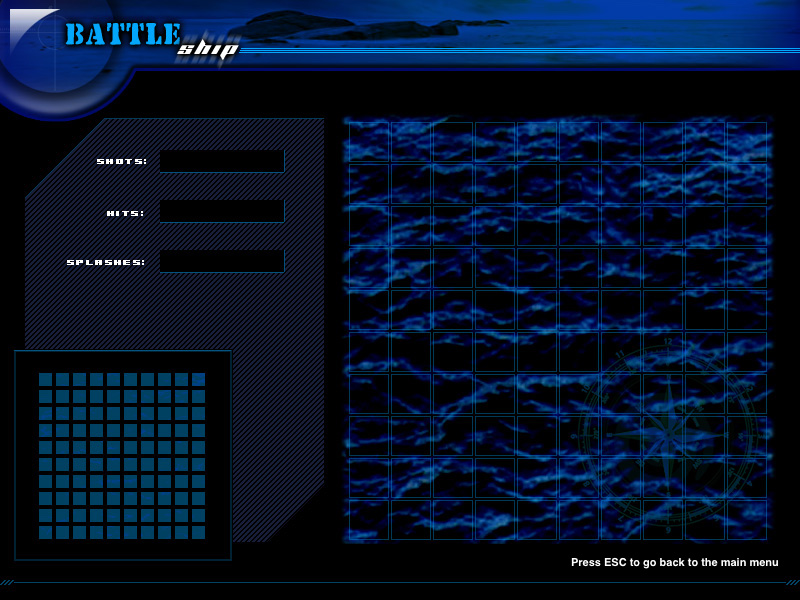 BATTLE
ship
SHOTS:
HITS:
SPLASHES:
Press ESC to go back to the main menu